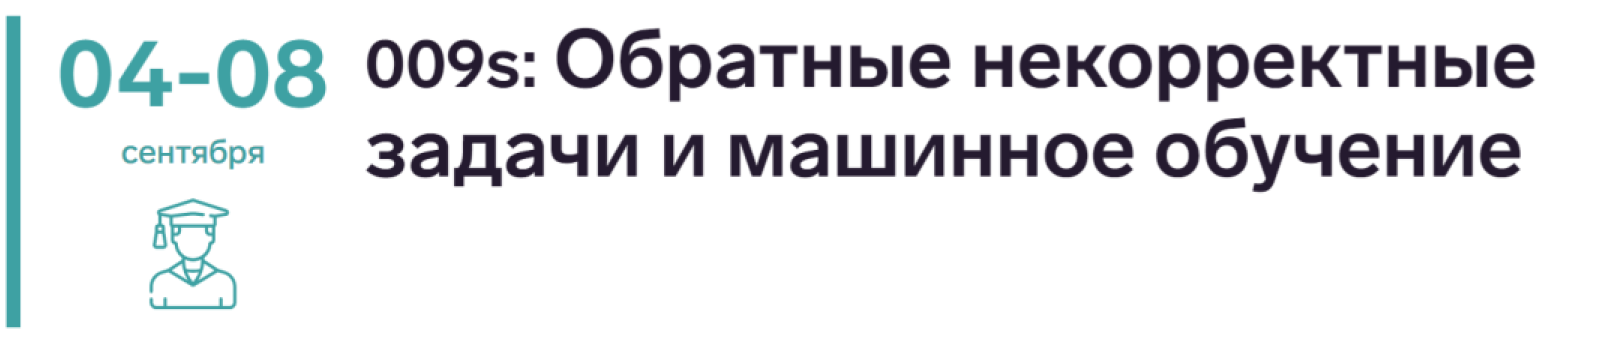 04-08
сентября
009s: Обратные некорректные
задачи и машинное обучение